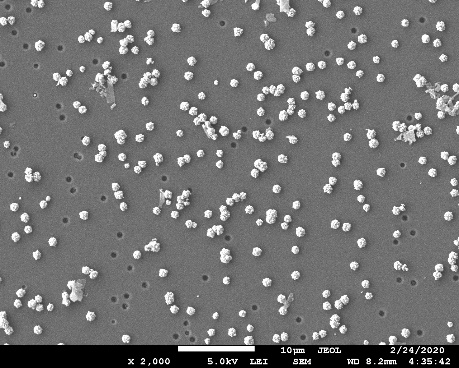 10µm JEOL 2/24/2020
X 2,000 5.0kV LEI SEM WD 8.2mm 4:35:42